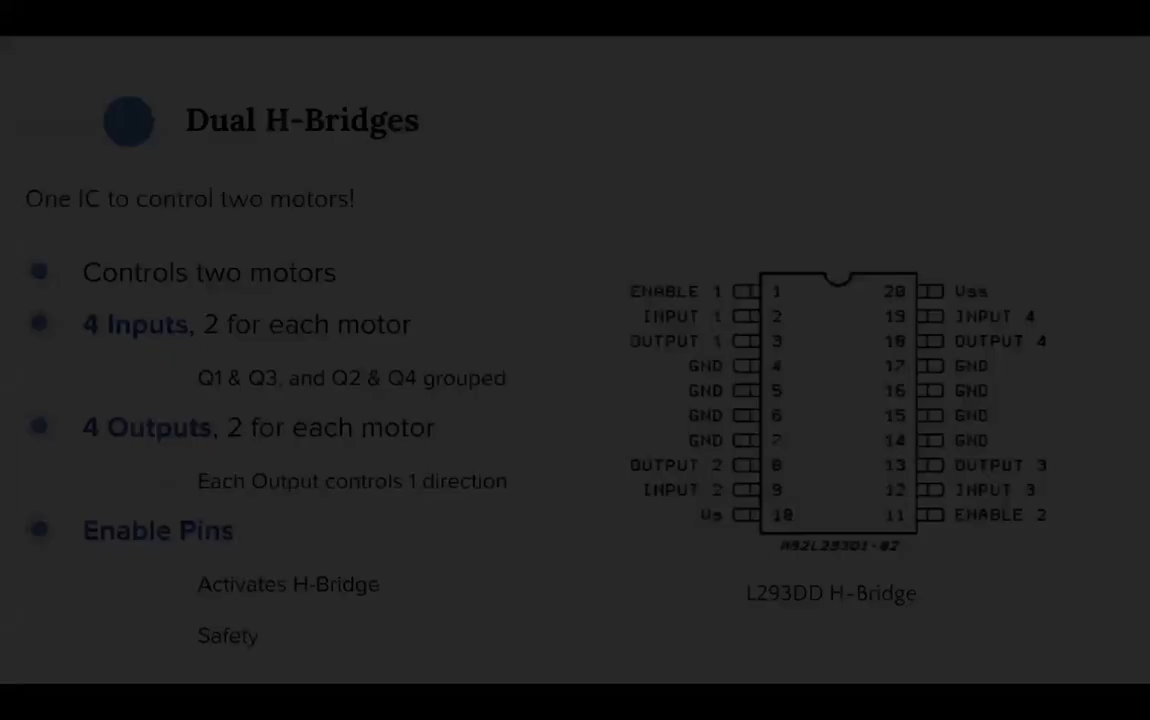 Dual H-Bridges
One IC to control two motors!
Controls two motors
4 Inputs, 2 for each motor
Q1 & Q3, and Q2 & Q4 grouped
4 Outputs, 2 for each motor
Each Output controls 1 direction
Enable Pins
Activates H-Bridge
Safety
ENABLE 1 1 20 Vss
INPUT 1 2 19 INPUT 4
OUTPUT 1 3 18 OUTPUT 4
GND 4 17 GND
GND 5 16 GND
GND 6 15 GND
GND 7 14 GND
OUTPUT 2 8 13 OUTPUT 3
INPUT 2 9 12 INPUT 3
Vs 10 11 ENABLE 2
L293DD H-Bridge